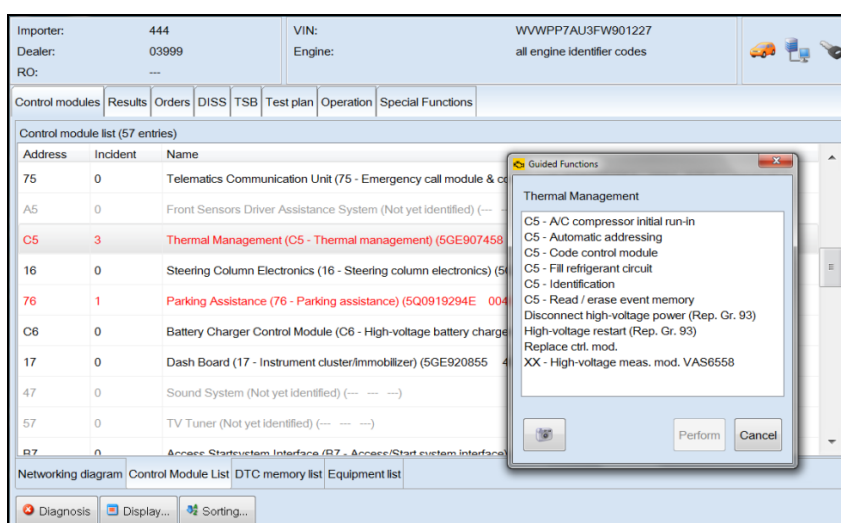 Importer: 444 VIN: WVWPP7AU3FW901227
Dealer: 03999 Engine: all engine identifier codes
RO: ---
Control modules Results Orders DISS TSB Test plan Operation Special Functions
Control module list (57 entries)
Address Incident Name
75 0 Telematics Communication Unit (75 - Emergency call module &
A5 0 Front Sensors Driver Assistance System (Not yet identified) (---
C5 3 Thermal Management (C5 - Thermal management) (5GE907458
16 0 Steering Column Electronics (16 - Steering column electronics)
76 1 Parking Assistance (76 - Parking assistance) (5Q0919294E 004
C6 0 Battery Charger Control Module (C6 - High-voltage battery charge
17 0 Dash Board (17 - Instrument cluster/immobilizer) (5GE920855
47 0 Sound System (Not yet identified) (--- --- ---)
57 0 TV Tuner (Not yet identified) (--- --- ---)
B7 0 Access Startsystem Interface (B7 - Access/Start system interface)
Networking diagram Control Module List DTC memory list Equipment list
Diagnosis Display... Sorting...
Guided Functions
Thermal Management
C5 - A/C compressor initial run-in
C5 - Automatic addressing
C5 - Code control module
C5 - Fill refrigerant circuit
C5 - Identification
C5 - Read / erase event memory
Disconnect high-voltage power (Rep. Gr. 93)
High-voltage restart (Rep. Gr. 93)
Replace ctrl. mod.
XX - High-voltage meas. mod. VAS6558
Perform Cancel